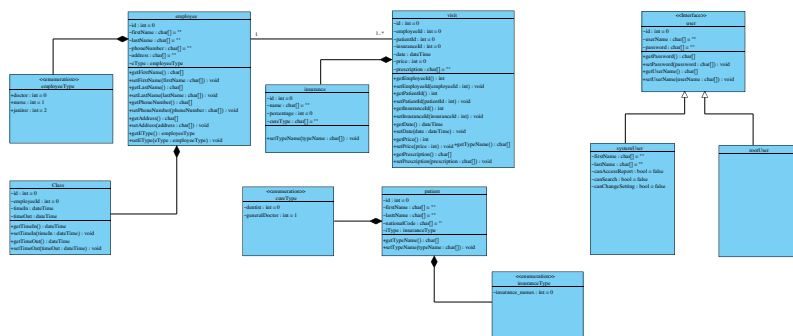 employee
-id : int = 0
-firstName : char[] = ""
-lastName : char[] = ""
-phoneNumber : char[] = ""
-address : char[] = ""
-eType : employeeType
+getFirstName() : char[]
+setFirstName(firstName : char[]) : void
+getLastName() : char[]
+setLastName(lastName : char[]) : void
+getPhoneNumber() : char[]
+setPhoneNumber(phoneNumber : char[]) : void
+getAddress() : char[]
+setAddress(address : char[]) : void
+getEType() : employeeType
+setEType(eType : employeeType) : void
1
1..*
visit
-id : int = 0
-employeeId : int = 0
-patientId : int = 0
-insuranceId : int = 0
-date : dateTime
-price : int = 0
-prescription : char[] = ""
+getEmployeeId() : int
+setEmployeeId(employeeId : int) : void
+getPatientId() : int
+setPatientId(patientId : int) : void
+getInsuranceId() : int
+setInsuranceId(insuranceId : int) : void
+getDate() : dateTime
+setDate(date : dateTime) : void
+getPrice() : int
+setPrice(price : int) : void
+getTypeName() : char[]
+getPrescription() : char[]
+setPrescription(prescription : char[]) : void
<<Interface>>
user
-id : int = 0
-userName : char[] = ""
-password : char[] = ""
+getPassword() : char[]
+setPassword(password : char[]) : void
+getUserName() : char[]
+setUserName(userName : char[]) : void
<<enumeration>>
employeeType
+doctor : int = 0
+nurse : int = 1
+janitor : int = 2
insurance
-id : int = 0
-name : char[] = ""
-percentage : int = 0
-careType : char[] = ""
+setTypeName(typeName : char[]) : void
systemUser
-firstName : char[] = ""
-lastName : char[] = ""
-canAccessReport : bool = false
-canSearch : bool = false
-canChangeSetting : bool = false
Class
-id : int = 0
-employeeId : int = 0
-timeIn : dateTime
-timeOut : dateTime
+getTimeIn() : dateTime
+setTimeIn(timeIn : dateTime) : void
+getTimeOut() : dateTime
+setTimeOut(timeOut : dateTime) : void
<<enumeration>>
careType
-dentist : int = 0
-generalDoctor : int = 1
patient
-id : int = 0
-firstName : char[] = ""
-lastName : char[] = ""
-nationalCode : char[] = ""
-iType : insuranceType
+getTypeName() : char[]
+setTypeName(typeName : char[]) : void
<<enumeration>>
insuranceType
-insurance_names : int = 0